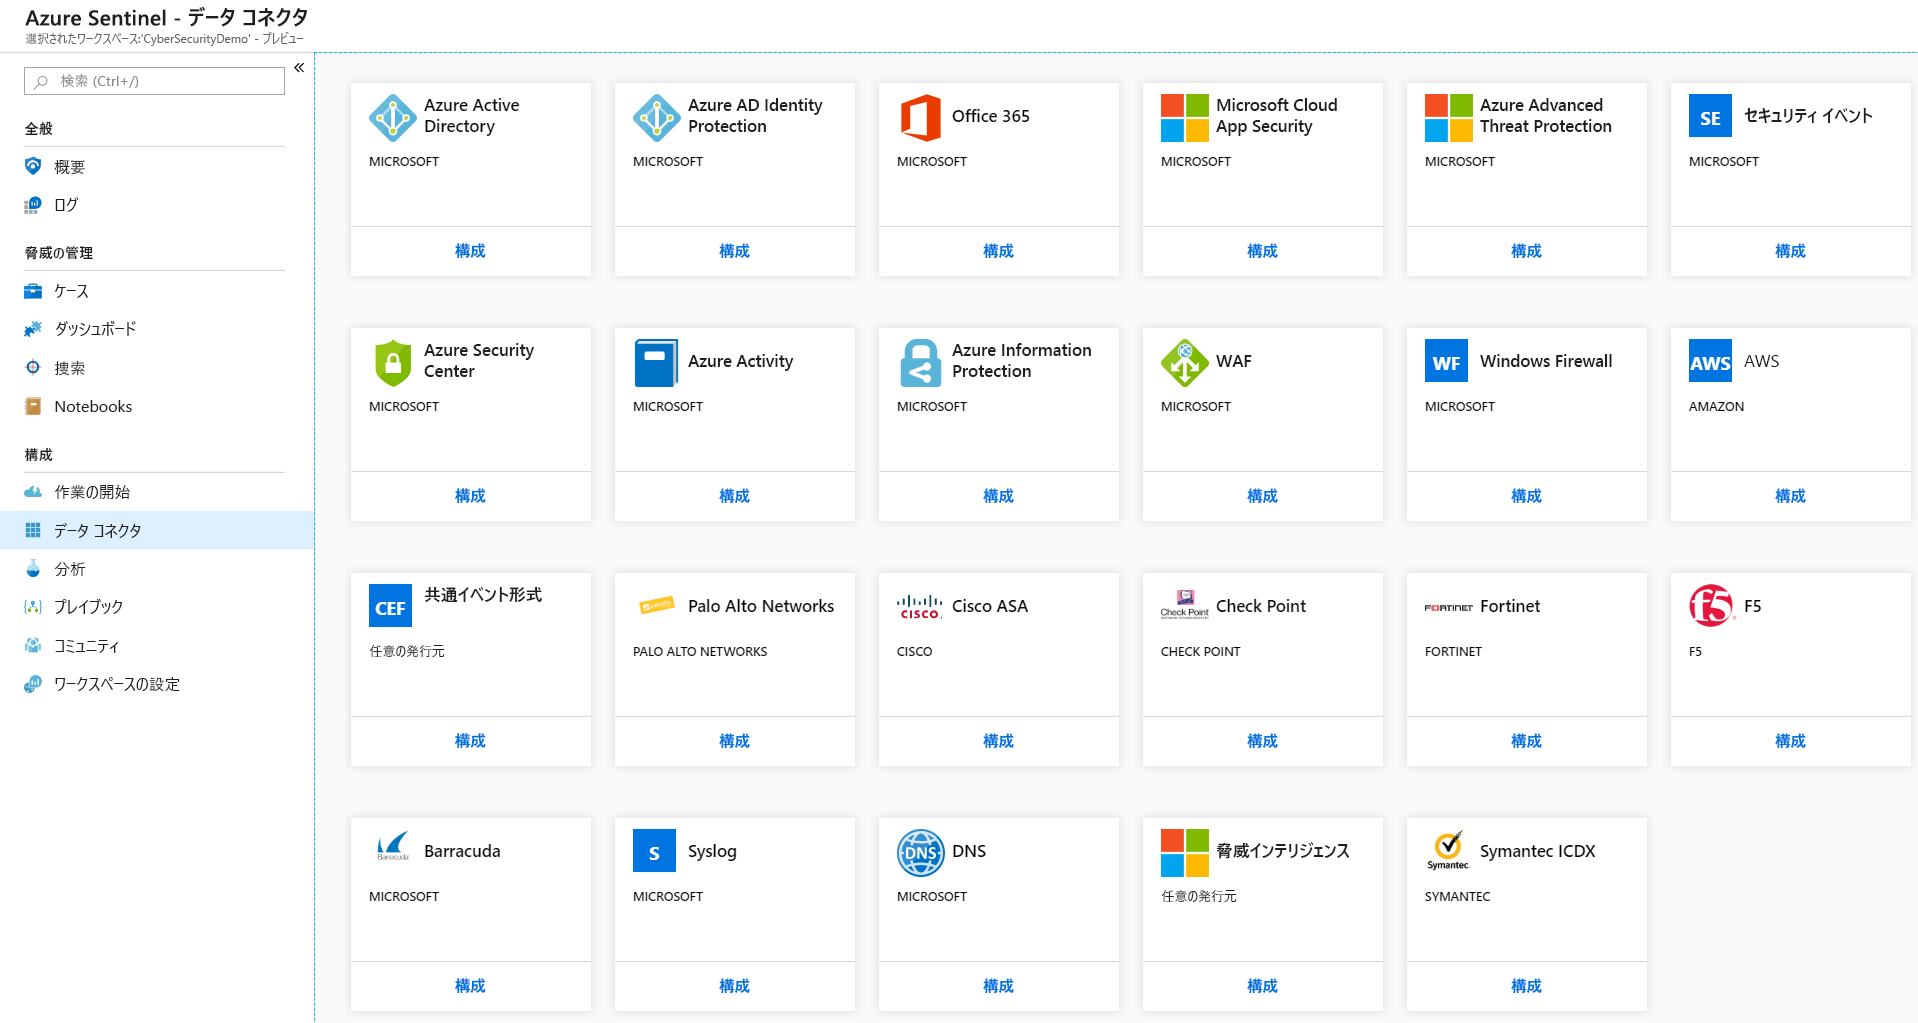 Azure Sentinel - データ コネクタ
選択されたワークスペース:'CyberSecurityDemo' - プレビュー
検索 (Ctrl+/)
«
全般
概要
ログ
脅威の管理
ケース
ダッシュボード
捜索
Notebooks
構成
作業の開始
データ コネクタ
分析
プレイブック
コミュニティ
ワークスペースの設定
Azure Active
Directory
MICROSOFT
構成
Azure AD Identity
Protection
MICROSOFT
構成
Office 365
MICROSOFT
構成
Microsoft Cloud
App Security
MICROSOFT
構成
Azure Advanced
Threat Protection
MICROSOFT
構成
SE
セキュリティ イベント
MICROSOFT
構成
Azure Security
Center
MICROSOFT
構成
Azure Activity
MICROSOFT
構成
Azure Information
Protection
MICROSOFT
構成
WAF
MICROSOFT
構成
WF
Windows Firewall
MICROSOFT
構成
AWS
AWS
AMAZON
構成
CEF
共通イベント形式
任意の発行元
構成
paloalto
Palo Alto Networks
PALO ALTO NETWORKS
構成
CISCO
Cisco ASA
CISCO
構成
Check Point
Check Point
CHECK POINT
構成
FORTINET
Fortinet
FORTINET
構成
f5
F5
F5
構成
Barracuda
Barracuda
MICROSOFT
構成
S
Syslog
MICROSOFT
構成
DNS
DNS
MICROSOFT
構成
脅威インテリジェンス
任意の発行元
構成
Symantec.
Symantec ICDX
SYMANTEC
構成